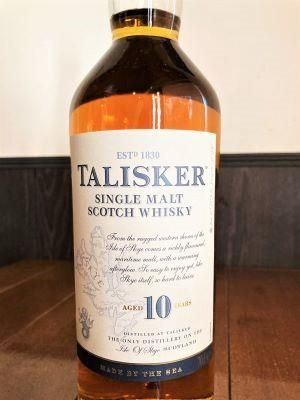 ESTD 1830
TALISKER
SINGLE MALT
SCOTCH WHISKY
From the rugged western shores of the
Isle of Skye comes a richly flavoured,
maritime malt, with a warming
afterglow. So easy to enjoy yet, like
Skye itself, so hard to leave.
AGED 10 YEARS
DISTILLED AT TALISKER
THE ONLY DISTILLERY ON THE
Isle Of Skye SCOTLAND
MADE BY THE SEA